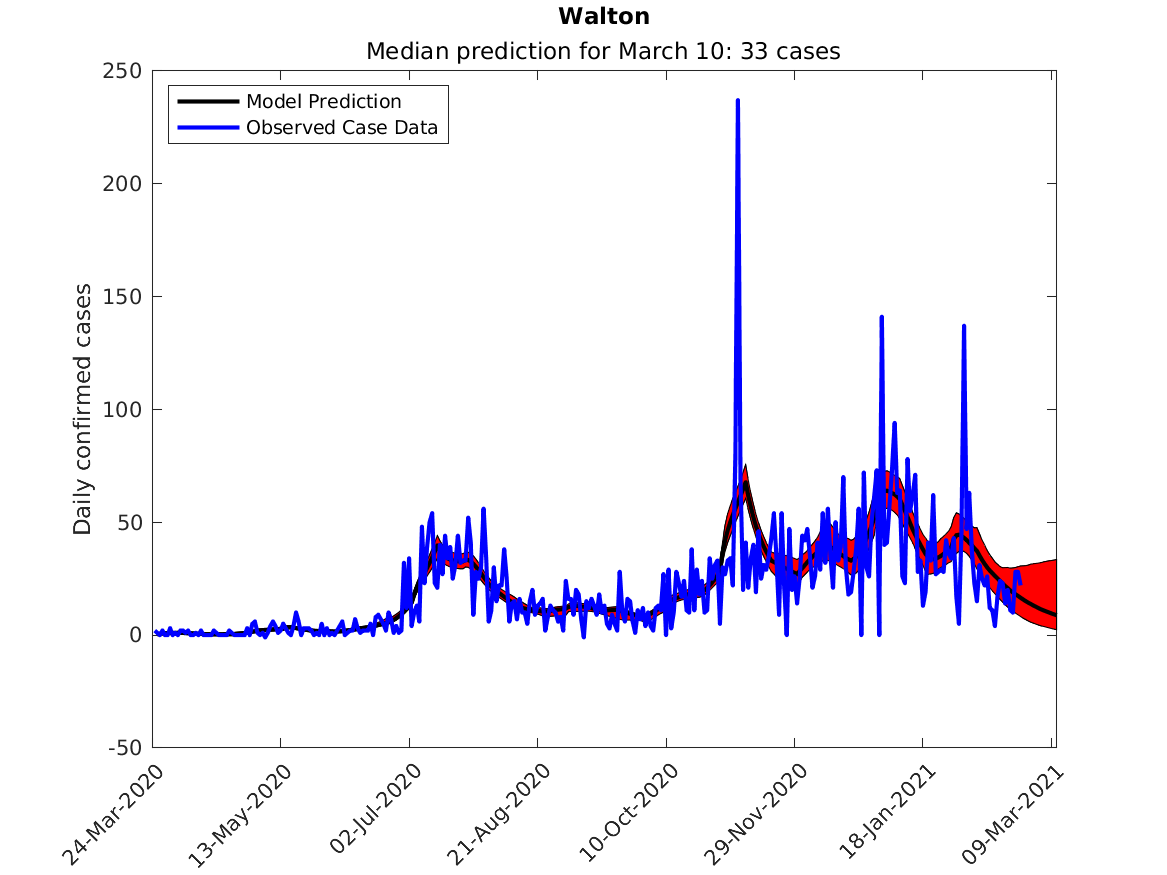 Walton
Median prediction for March 10: 33 cases
250
200
150
100
50
0
-50
Daily confirmed cases
Model Prediction
Observed Case Data
24-Mar-2020
13-May-2020
02-Jul-2020
21-Aug-2020
10-Oct-2020
29-Nov-2020
18-Jan-2021
09-Mar-2021